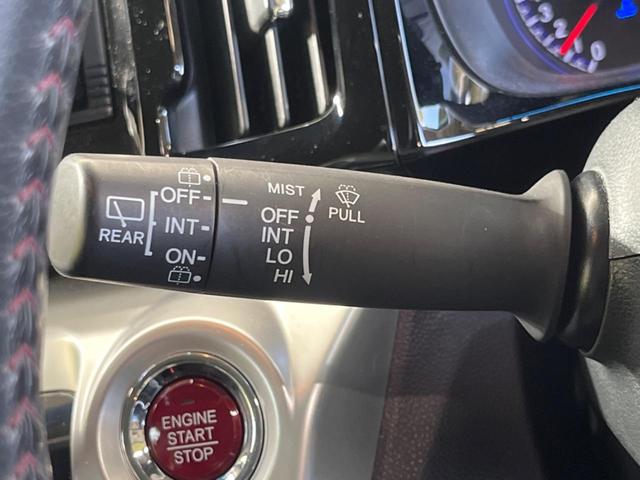 REAR
OFF
INT
ON
MIST
OFF
INT
LO
HI
PULL
ENGINE
START
STOP